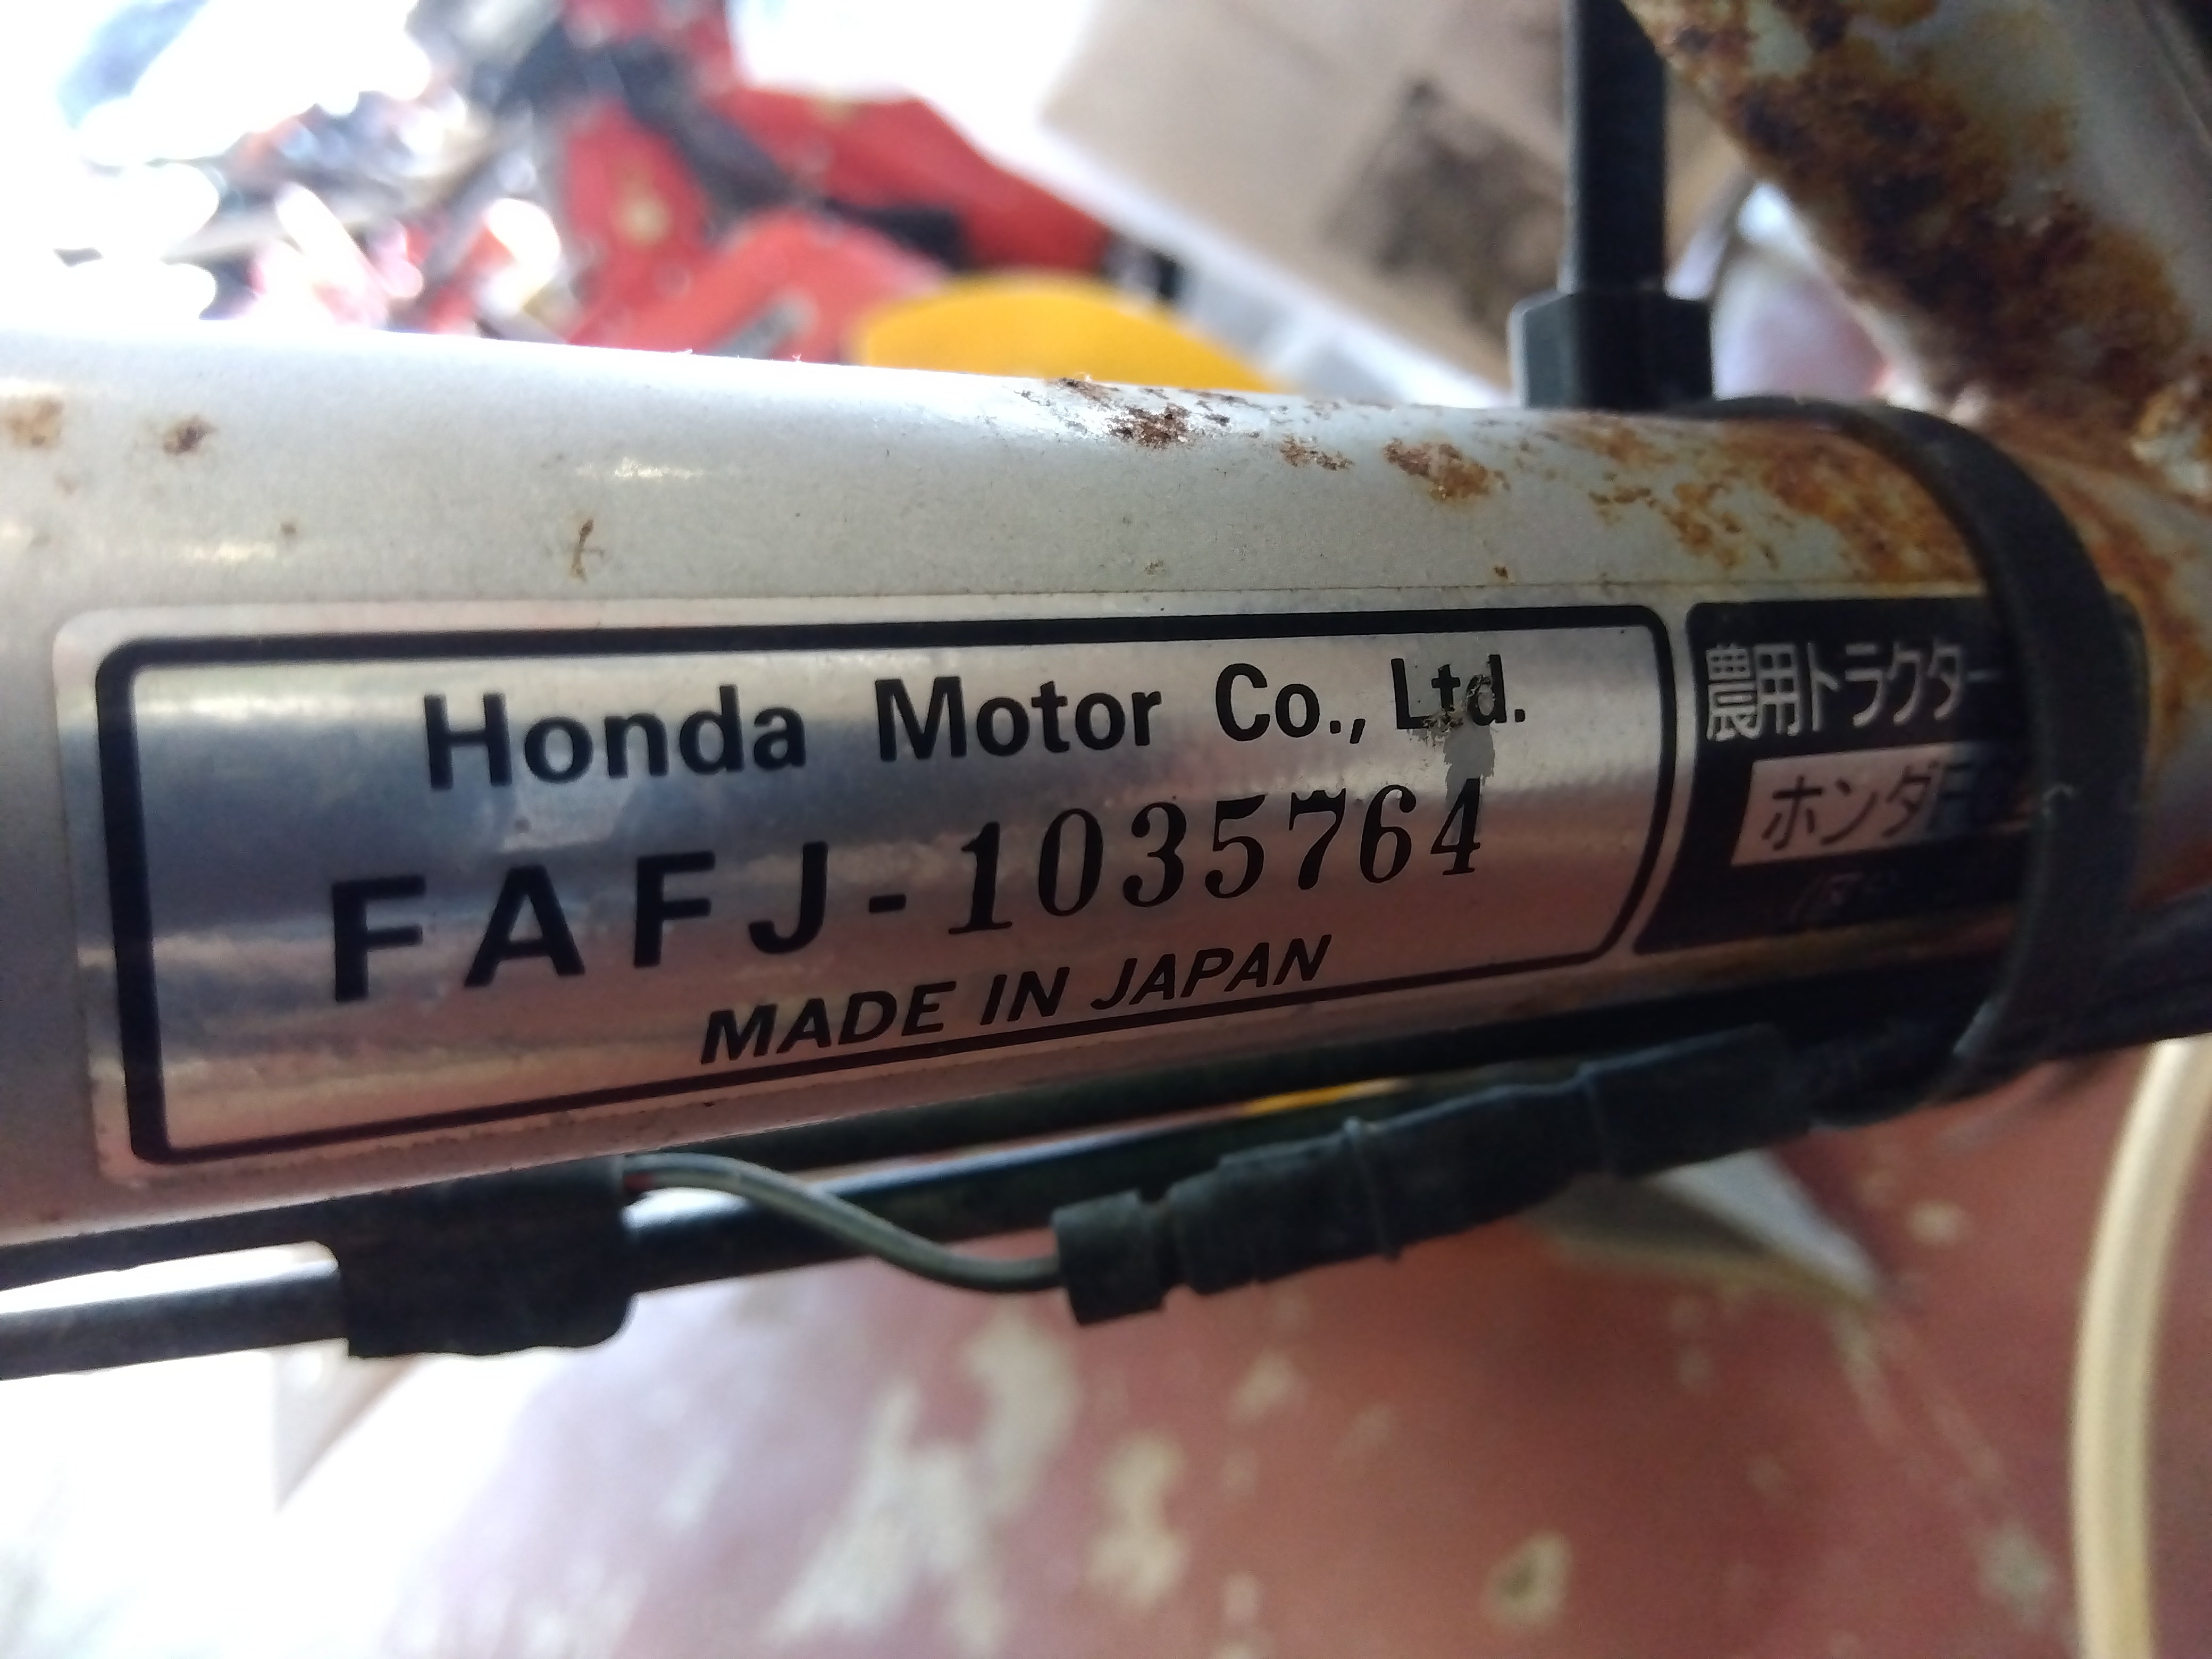 Honda Motor Co., Ltd.
FAFJ-1035764
MADE IN JAPAN
農用トラクター
ホンダF